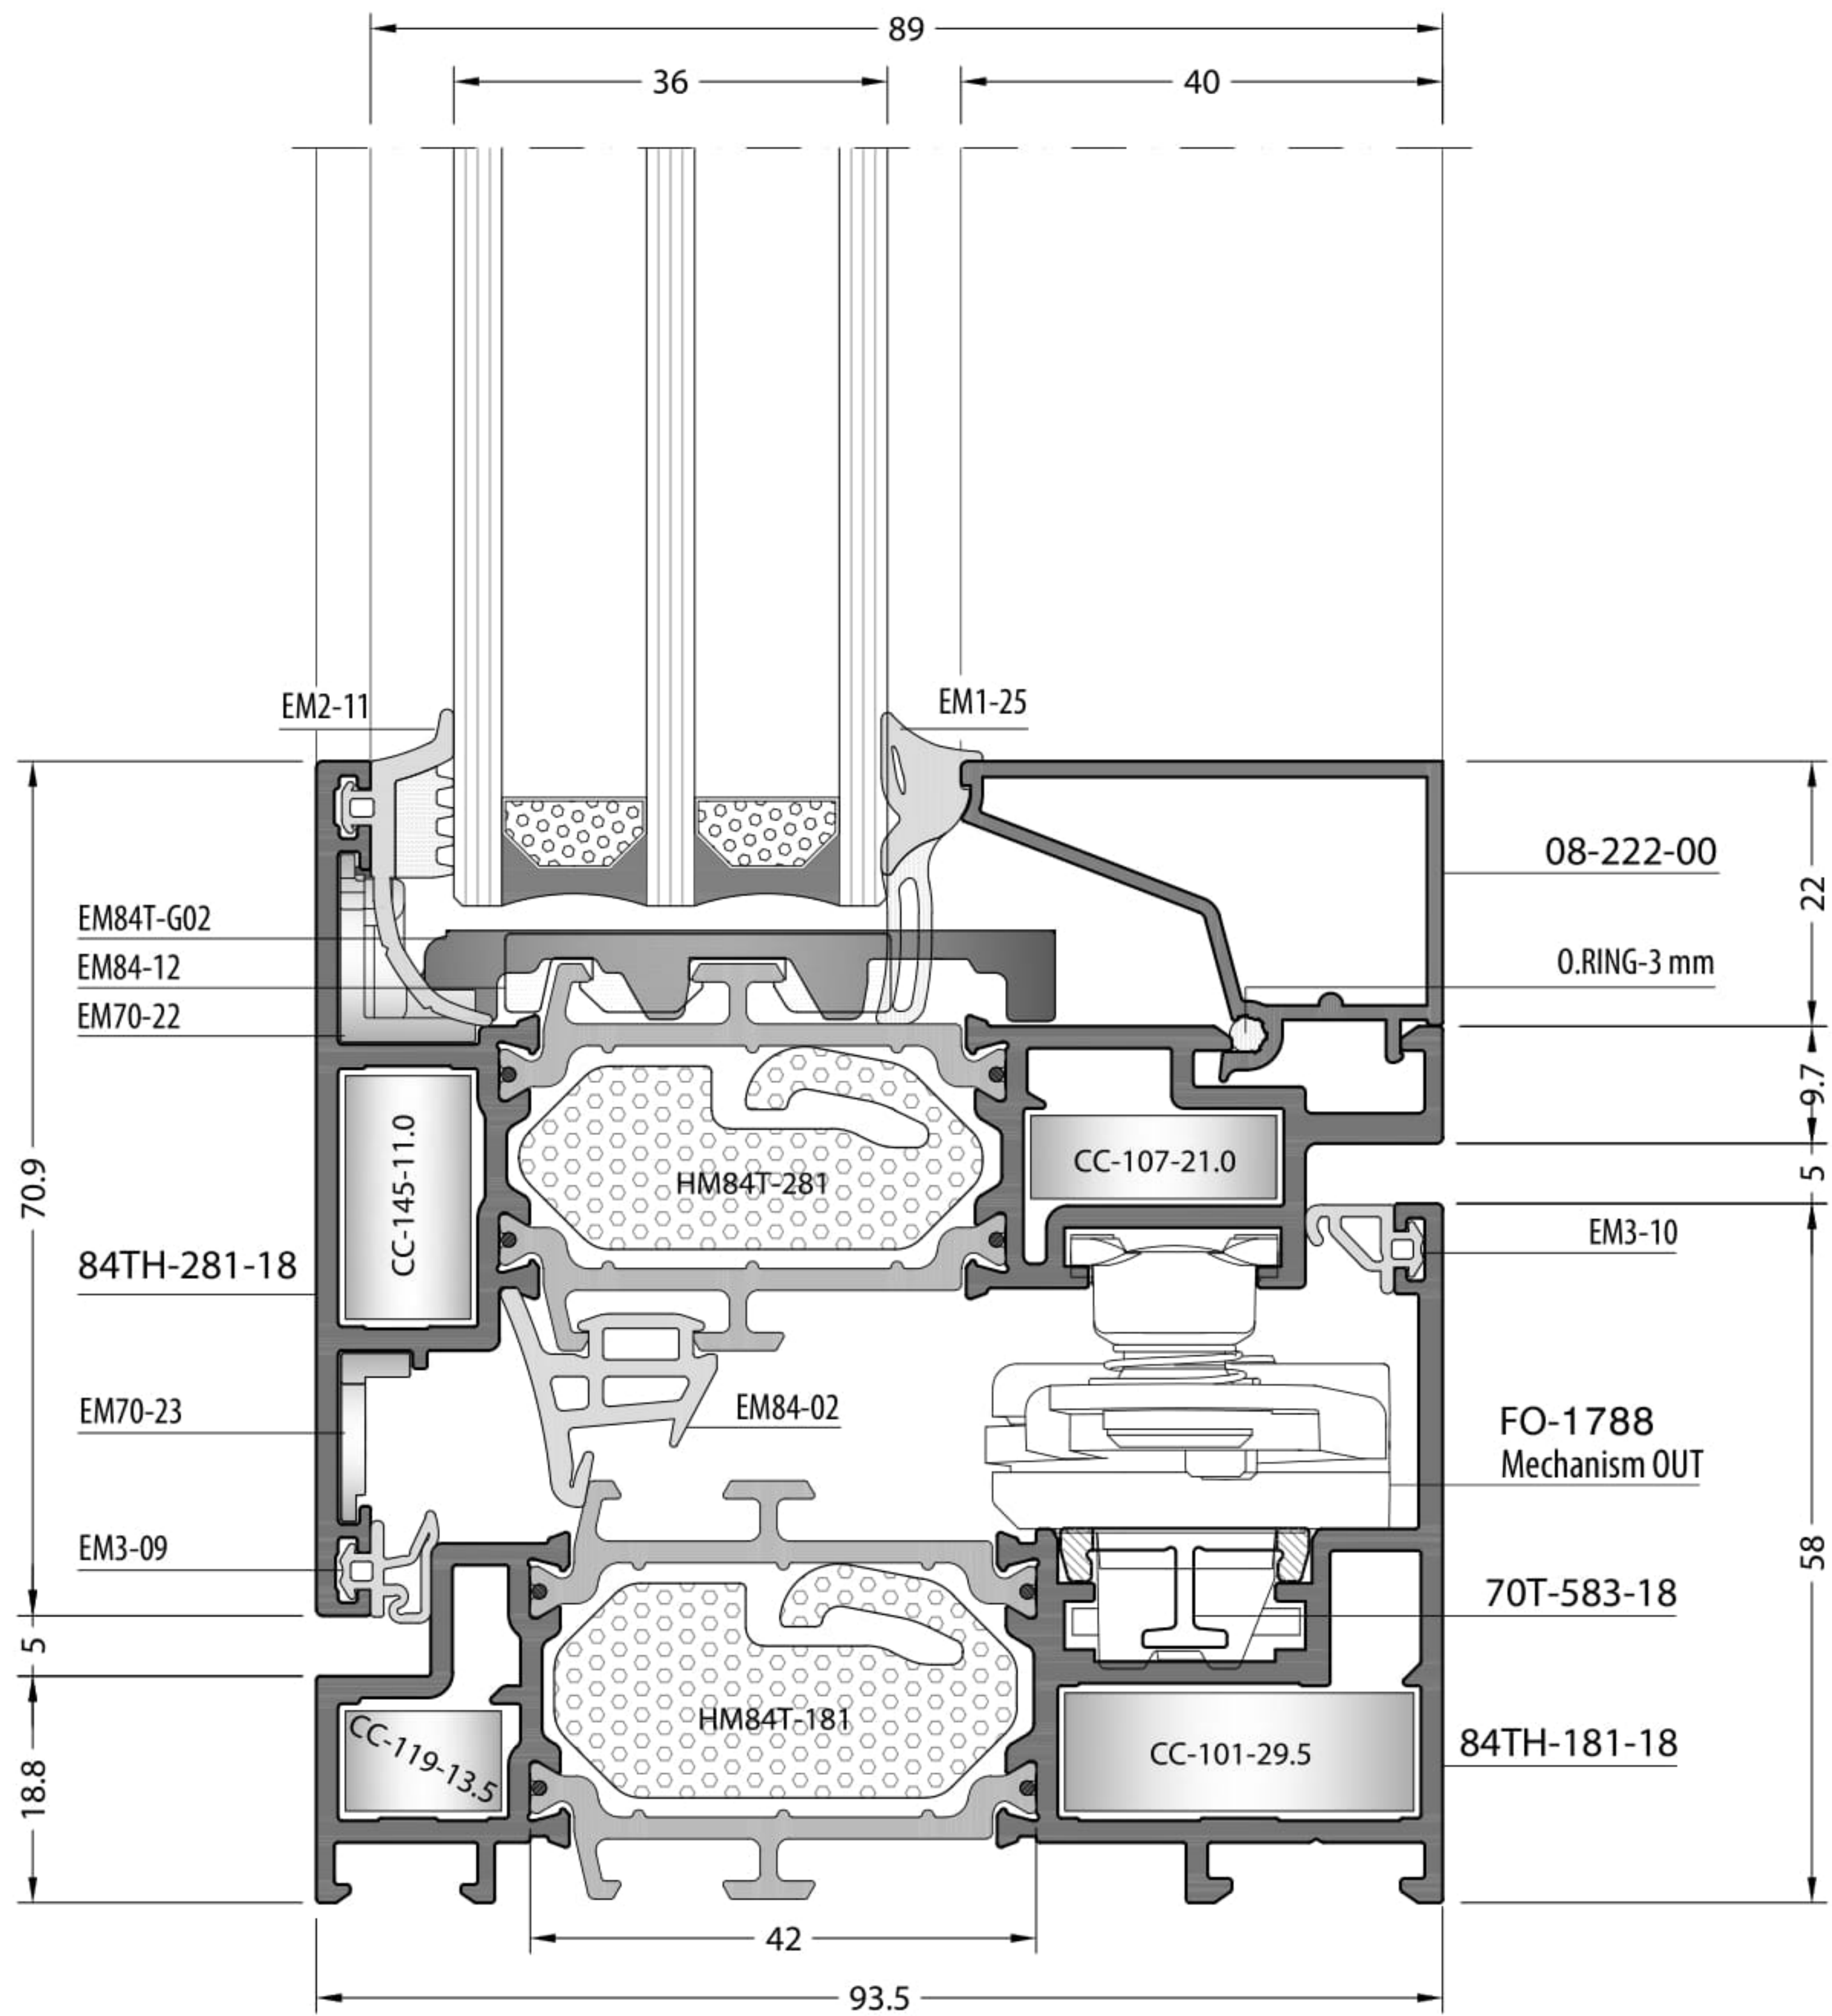 89
36
40
EM2-11
EM1-25
08-222-00
22
EM84T-G02
O.RING-3 mm
EM84-12
EM70-22
9.7
CC-145-11.0
CC-107-21.0
5
HM84T-281
70.9
EM3-10
84TH-281-18
EM70-23
EM84-02
FO-1788
Mechanism OUT
EM3-09
58
70T-583-18
5
HM84T-181
CC-119-13.5
CC-101-29.5
84TH-181-18
18.8
42
93.5